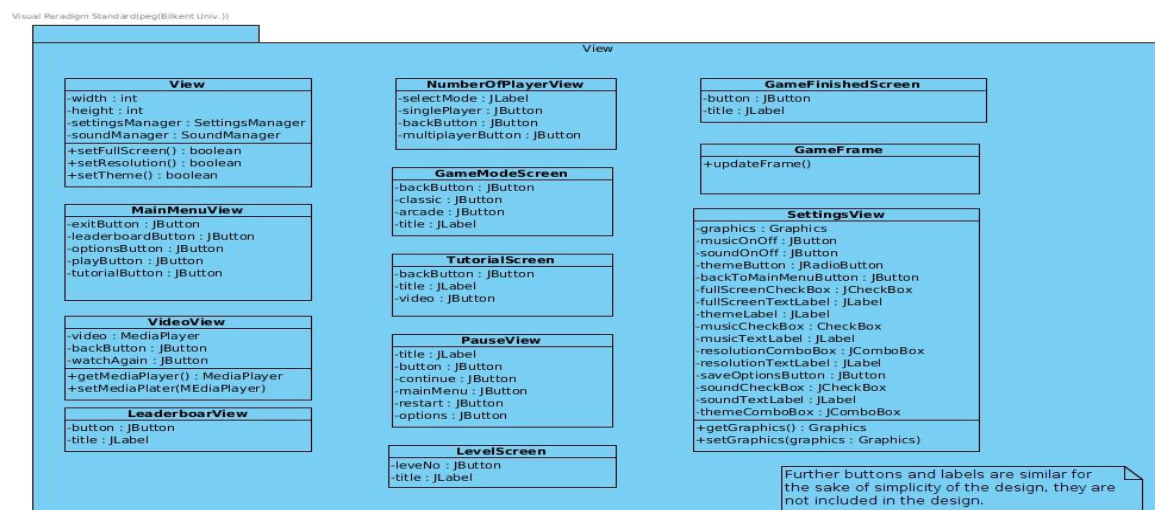 Visual Paradigm Standard(peg(Bilkent Univ.))
View
View
-width : int
-height : int
-settingsManager : SettingsManager
-soundManager : SoundManager
+setFullScreen() : boolean
+setResolution() : boolean
+setTheme() : boolean
MainMenuView
-exitButton : JButton
-leaderboardButton : JButton
-optionsButton : JButton
-playButton : JButton
-tutorialButton : JButton
VideoView
-video : MediaPlayer
-backButton : JButton
-watchAgain : JButton
+getMediaPlayer() : MediaPlayer
+setMediaPlater(MEdiaPlayer)
LeaderboarView
-button : JButton
-title : JLabel
NumberOfPlayerView
-selectMode : JLabel
-singlePlayer : JButton
-backButton : JButton
-multiplayerButton : JButton
GameModeScreen
-backButton : JButton
-classic : JButton
-arcade : JButton
-title : JLabel
TutorialScreen
-backButton : JButton
-title : JLabel
-video : JButton
PauseView
-title : JLabel
-button : JButton
-continue : JButton
-mainMenu : JButton
-restart : JButton
-options : JButton
LevelScreen
-leveNo : JButton
-title : JLabel
GameFinishedScreen
-button : JButton
-title : JLabel
GameFrame
+updateFrame()
SettingsView
-graphics : Graphics
-musicOnOff : JButton
-soundOnOff : JButton
-themeButton : JRadioButton
-backToMainMenuButton : JButton
-fullScreenCheckBox : JCheckBox
-fullScreenTextLabel : JLabel
-themeLabel : JLabel
-musicCheckBox : CheckBox
-musicTextLabel : JLabel
-resolutionComboBox : JComboBox
-resolutionTextLabel : JLabel
-saveOptionsButton : JButton
-soundCheckBox : JCheckBox
-soundTextLabel : JLabel
-themeComboBox : JComboBox
+getGraphics() : Graphics
+setGraphics(graphics : Graphics)
Further buttons and labels are similar for
the sake of simplicity of the design, they are
not included in the design.